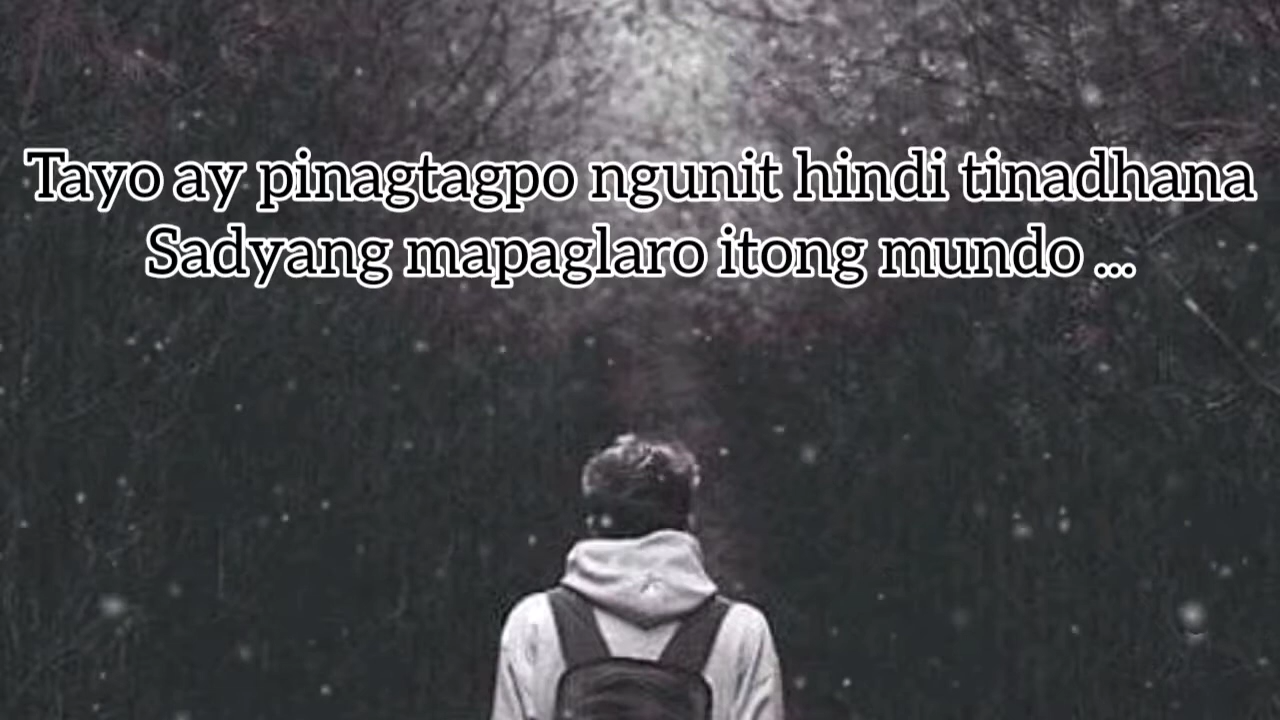 Tayo ay pinagtagpo ngunit hindi tinadhana
Sadyang mapaglaro itong mundo ...